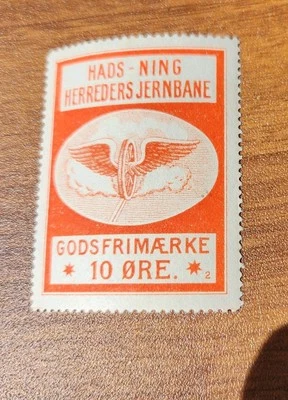 HADS - NING
HERREDERS JERNBANE
GODSFRIMÆRKE
* 10 ØRE. *
2